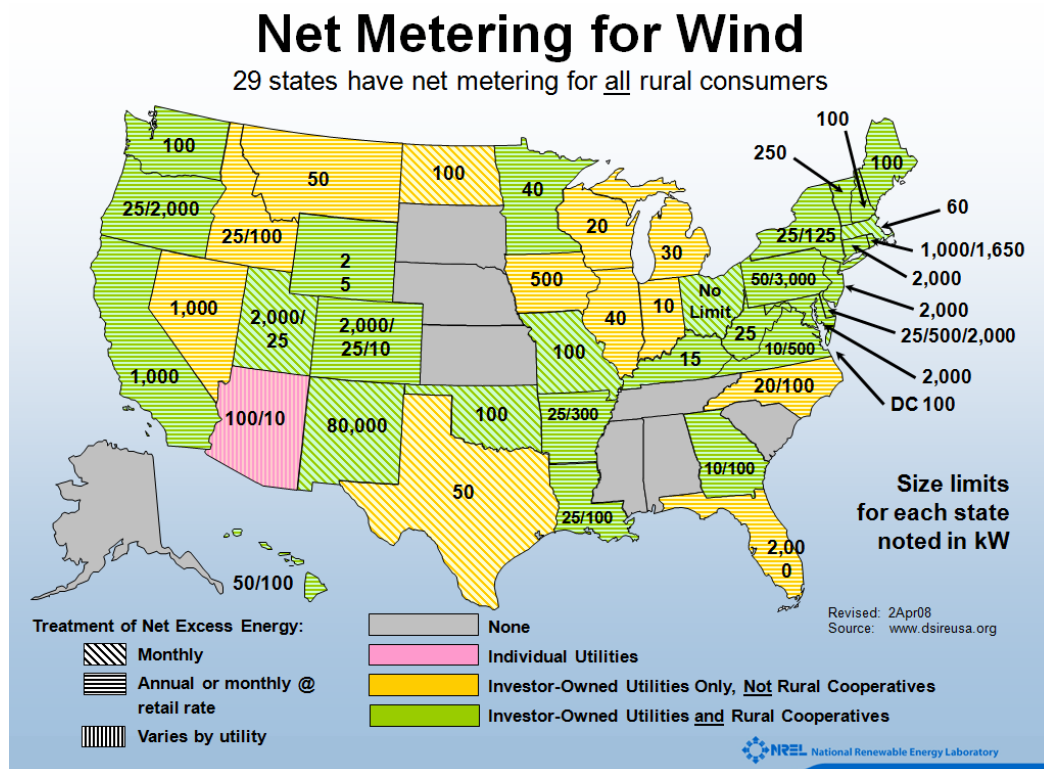 Net Metering for Wind
29 states have net metering for all rural consumers
100
250
100
100
50
100
40
60
25/2,000
25/100
20
30
25/125
1,000/1,650
2
5
500
50/3,000
2,000
1,000
2,000/
25
2,000/
25/10
40
10
No
Limit
2,000
25
25/500/2,000
1,000
100
15
10/500
2,000
100/10
80,000
100
25/300
20/100
DC 100
10/100
50
25/100
2,00
0
Size limits
for each state
noted in kW
50/100
Revised: 2Apr08
Source: www.dsireusa.org
Treatment of Net Excess Energy:
Monthly
Annual or monthly @
retail rate
Varies by utility
None
Individual Utilities
Investor-Owned Utilities Only, Not Rural Cooperatives
Investor-Owned Utilities and Rural Cooperatives
NREL National Renewable Energy Laboratory